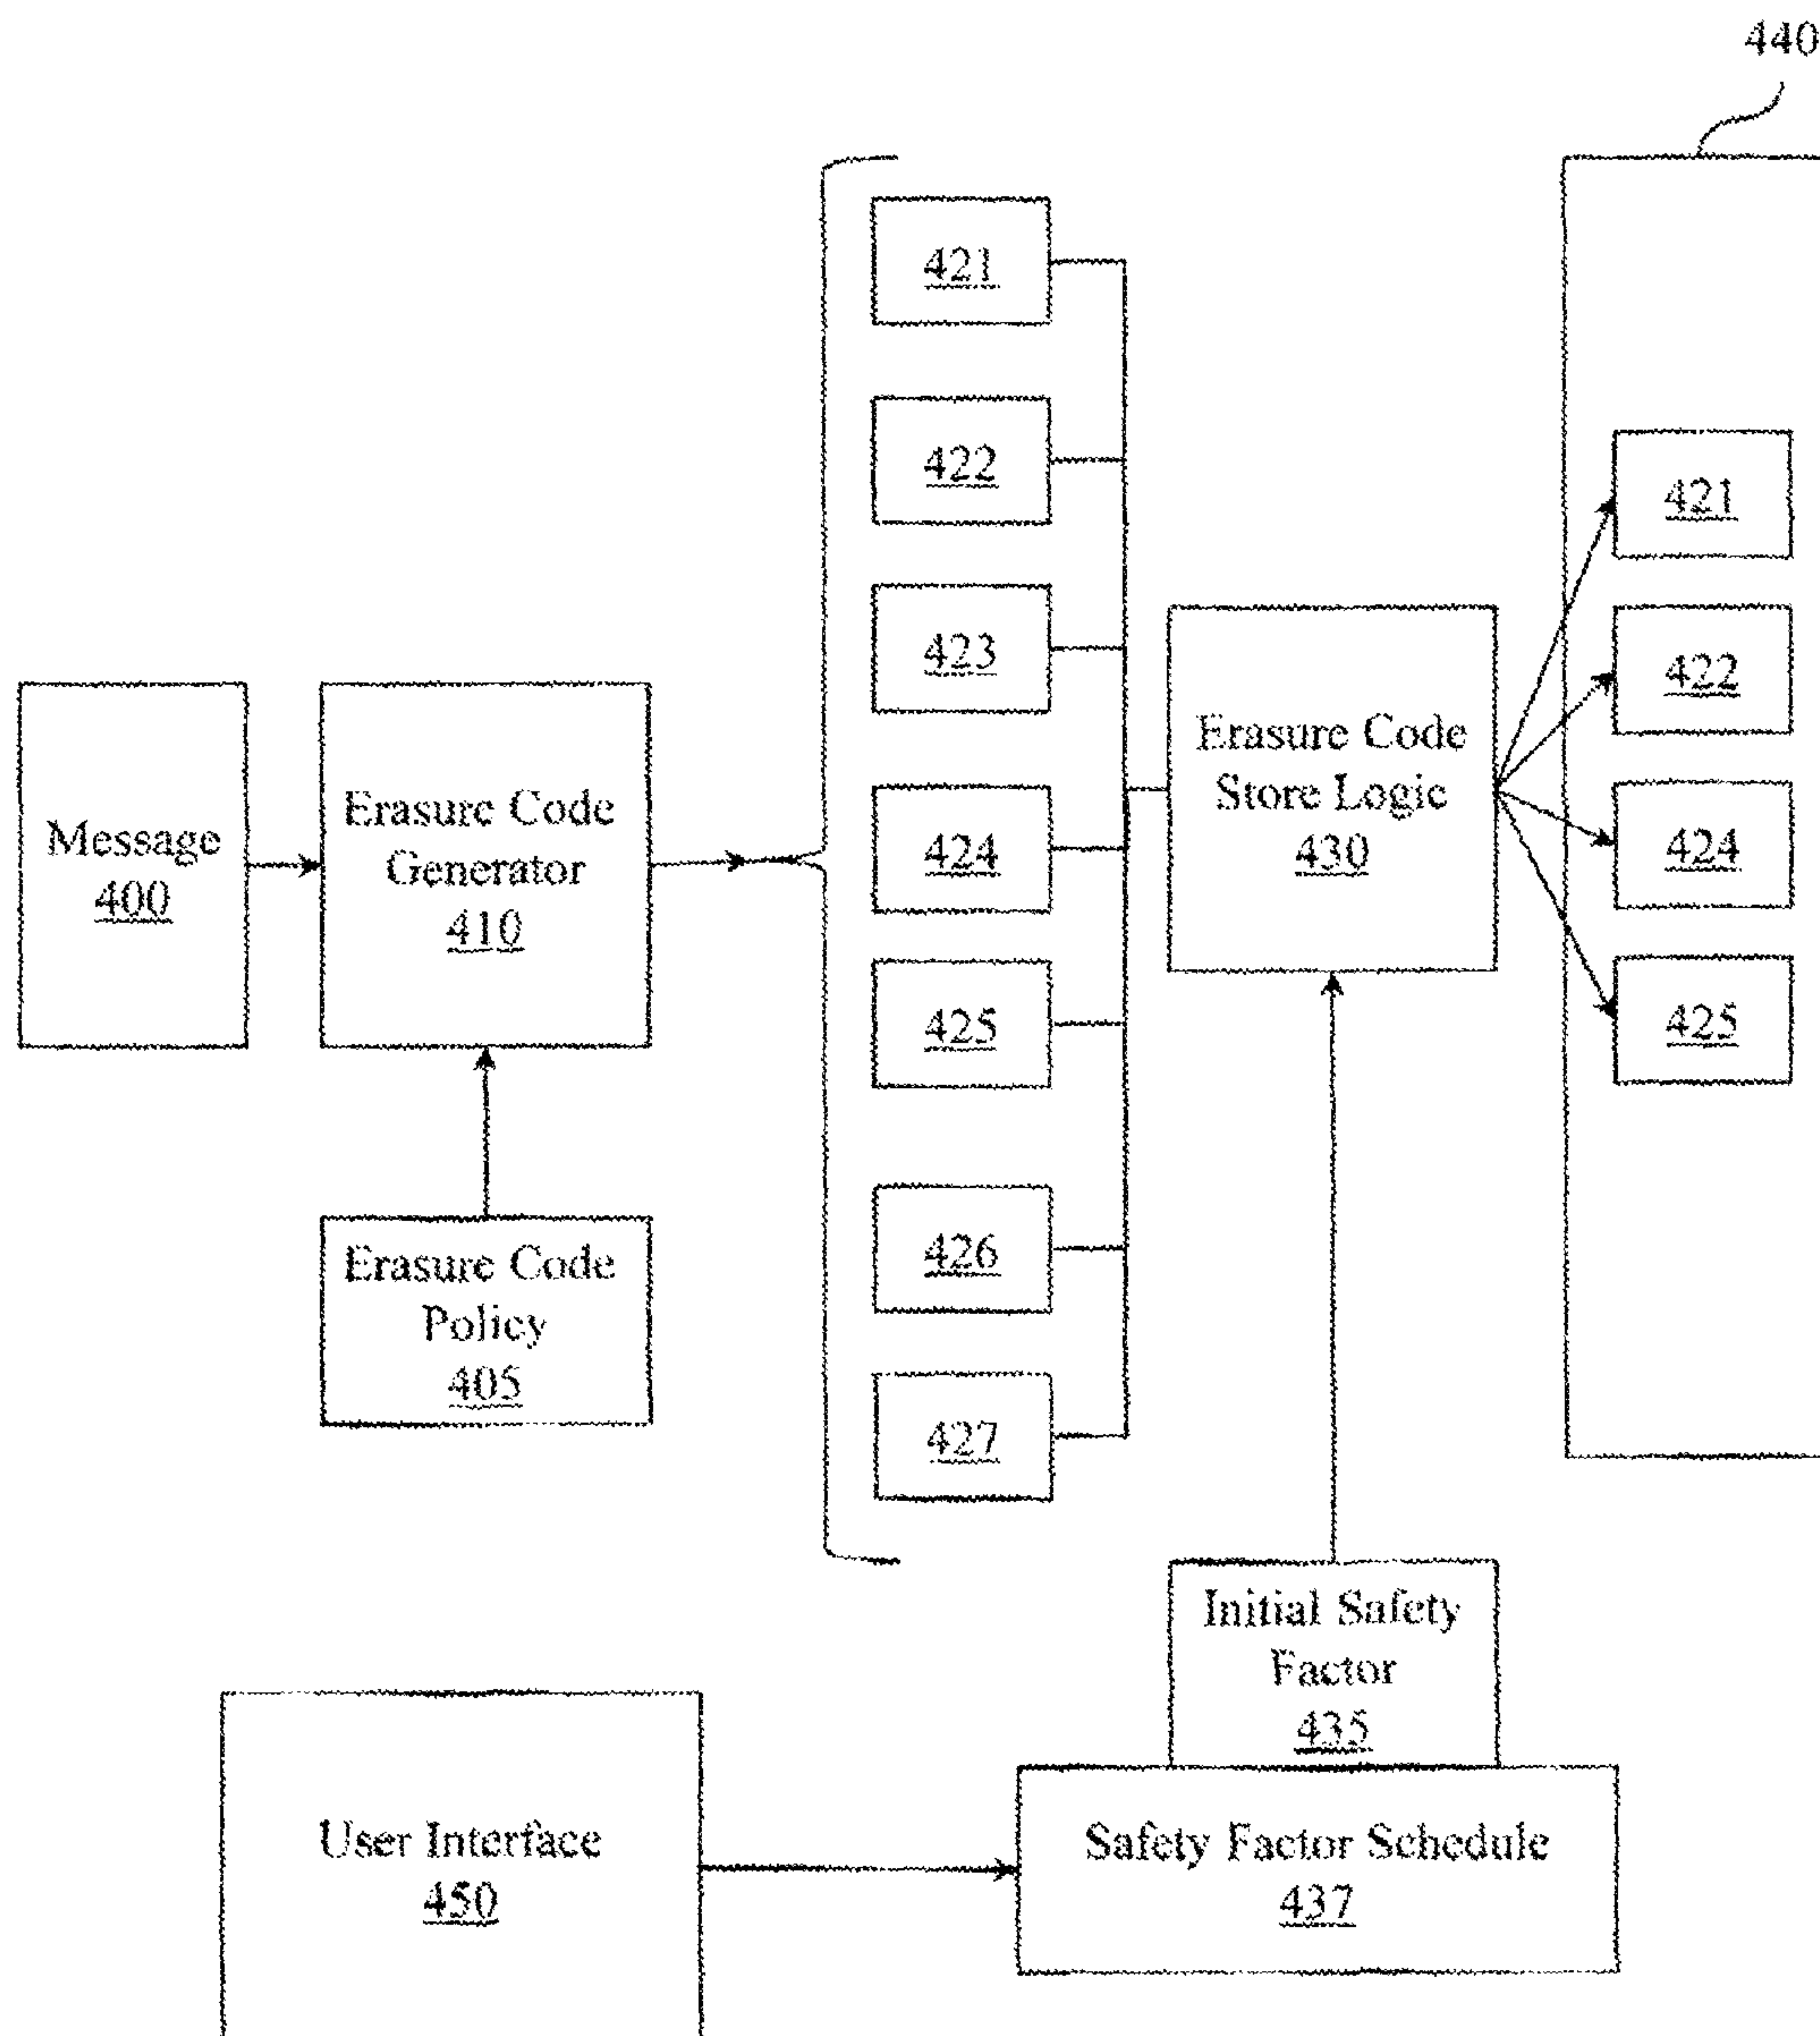 440
421
422
423
424
425
426
427
Message
400
Erasure Code
Generator
410
Erasure Code
Policy
405
Erasure Code
Store Logic
430
421
422
424
425
Initial Safety
Factor
435
User Interface
450
Safety Factor Schedule
437